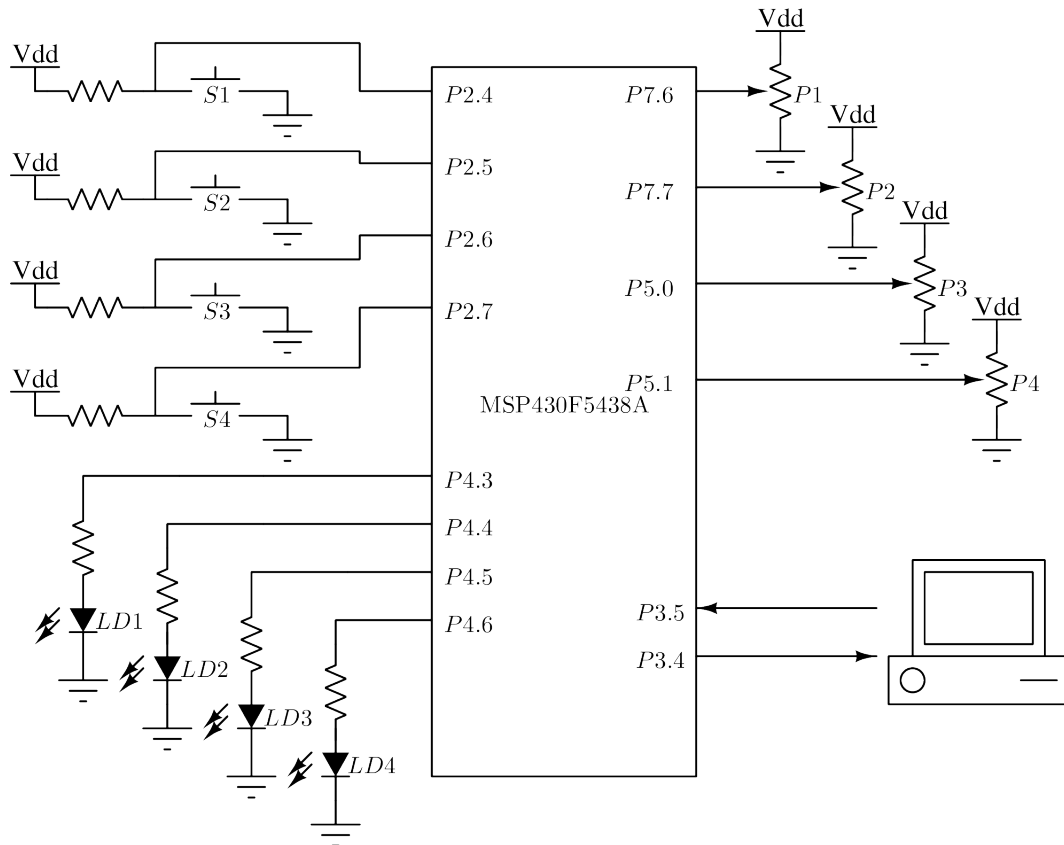 Vdd
S1
Vdd
S2
Vdd
S3
Vdd
S4
P2.4
P2.5
P2.6
P2.7
MSP430F5438A
P4.3
P4.4
P4.5
P4.6
LD1
LD2
LD3
LD4
P7.6
P7.7
P5.0
P5.1
P3.5
P3.4
Vdd
P1
Vdd
P2
Vdd
P3
Vdd
P4